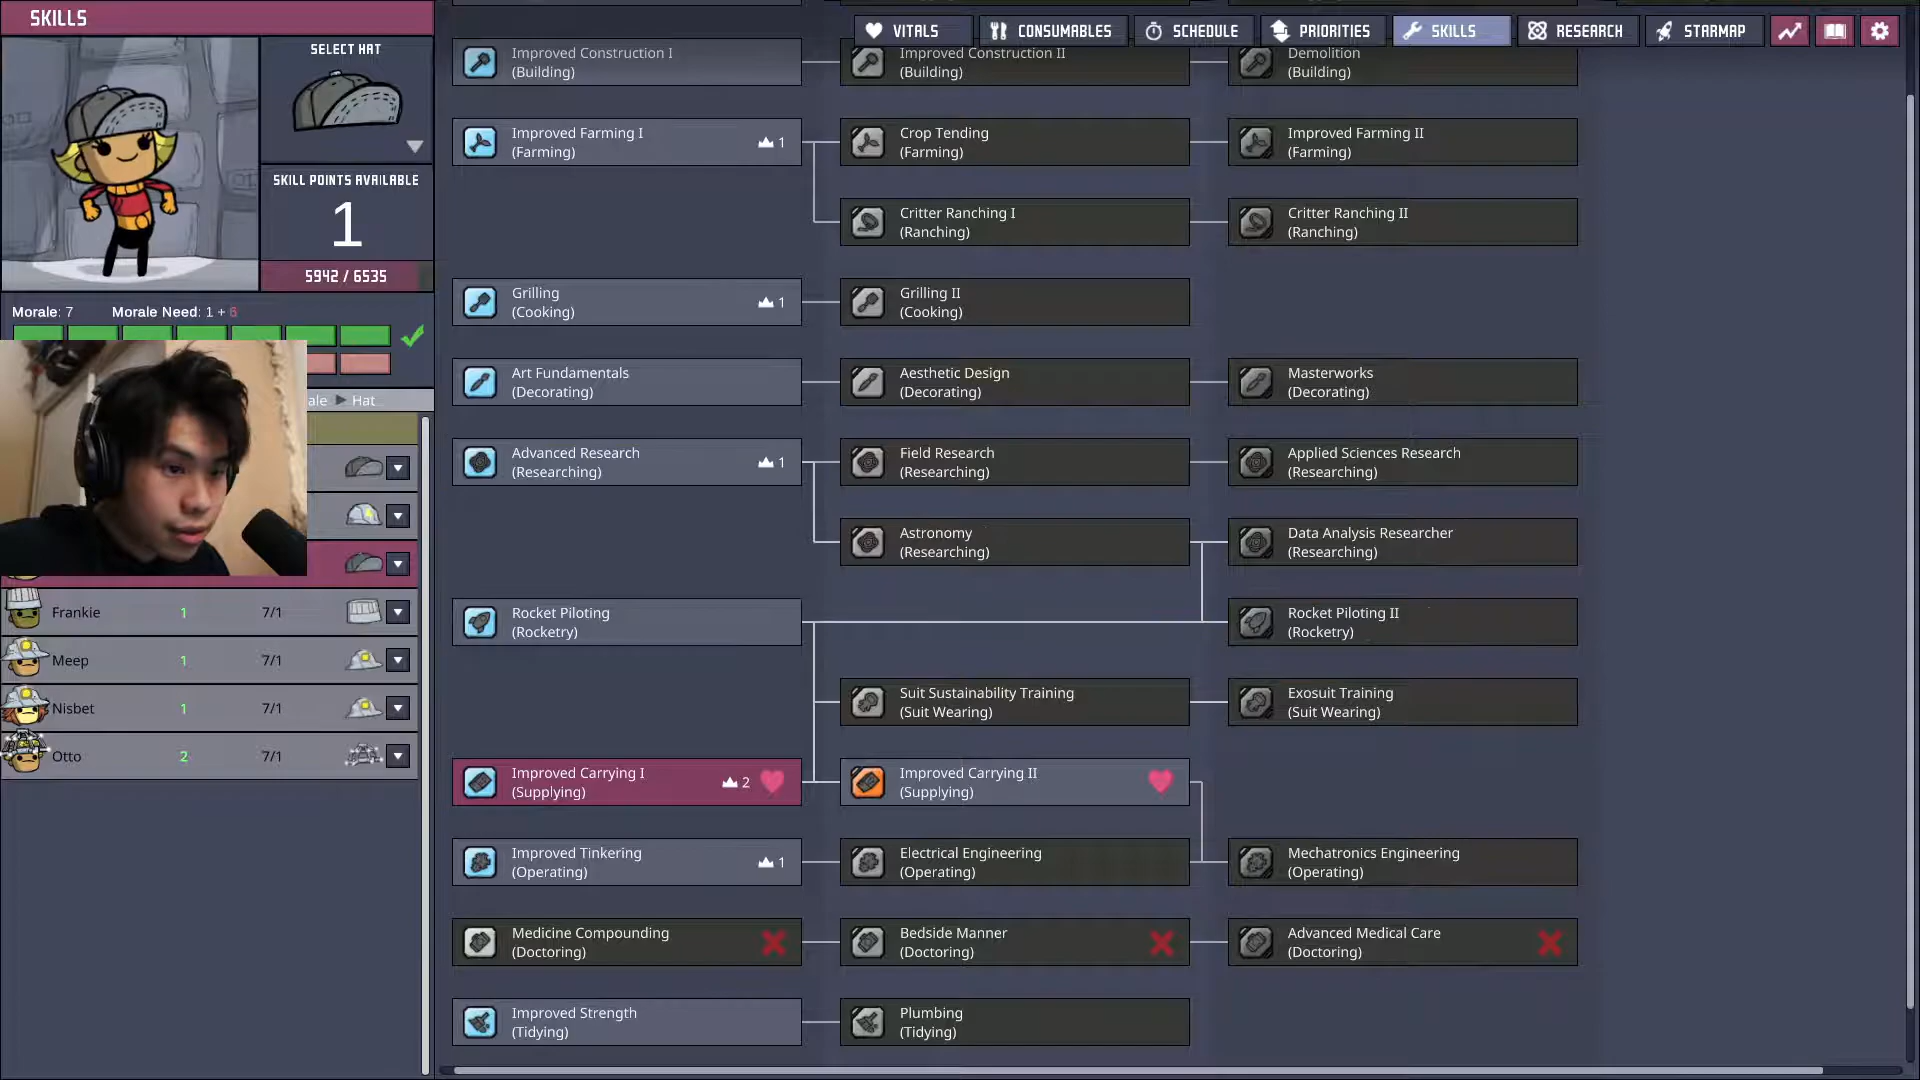 SKILLS
VITALS
CONSUMABLES
SCHEDULE
PRIORITIES
SKILLS
RESEARCH
STARMAP
SELECT HAT
SKILL POINTS AVAILABLE
1
5942 / 6535
Morale: 7 Morale Need: 1 + 6
ale Hat
Frankie 1 7/1
Meep 1 7/1
Nisbet 1 7/1
Otto 2 7/1
Improved Construction I
(Building)
Improved Construction II
(Building)
Demolition
(Building)
Improved Farming I
(Farming)
1
Crop Tending
(Farming)
Improved Farming II
(Farming)
Critter Ranching I
(Ranching)
Critter Ranching II
(Ranching)
Grilling
(Cooking)
1
Grilling II
(Cooking)
Art Fundamentals
(Decorating)
Aesthetic Design
(Decorating)
Masterworks
(Decorating)
Advanced Research
(Researching)
1
Field Research
(Researching)
Applied Sciences Research
(Researching)
Astronomy
(Researching)
Data Analysis Researcher
(Researching)
Rocket Piloting
(Rocketry)
Rocket Piloting II
(Rocketry)
Suit Sustainability Training
(Suit Wearing)
Exosuit Training
(Suit Wearing)
Improved Carrying I
(Supplying)
2
Improved Carrying II
(Supplying)
Improved Tinkering
(Operating)
1
Electrical Engineering
(Operating)
Mechatronics Engineering
(Operating)
Medicine Compounding
(Doctoring)
Bedside Manner
(Doctoring)
Advanced Medical Care
(Doctoring)
Improved Strength
(Tidying)
Plumbing
(Tidying)